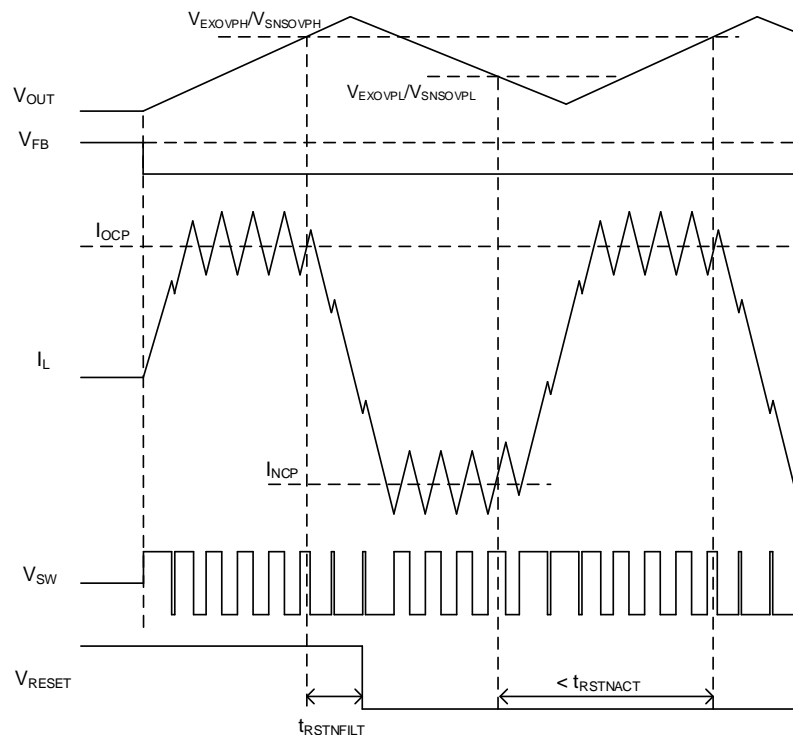 VEXOVPH/VSNSOVPH
VEXOVPL/VSNSOVPL
VOUT
VFB
IOCP
IL
INCP
VSW
VRESET
< tRSTNACT
tRSTNFILT